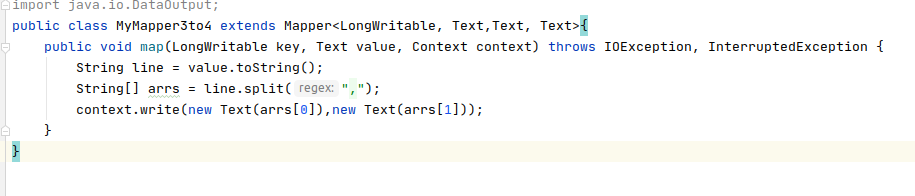 import java.io.DataOutput;
public class MyMapper3to4 extends Mapper<LongWritable, Text,Text, Text>{
    public void map(LongWritable key, Text value, Context context) throws IOException, InterruptedException {
        String line = value.toString();
        String[] arrs = line.split( regex: ",");
        context.write(new Text(arrs[0]),new Text(arrs[1]));
    }
}